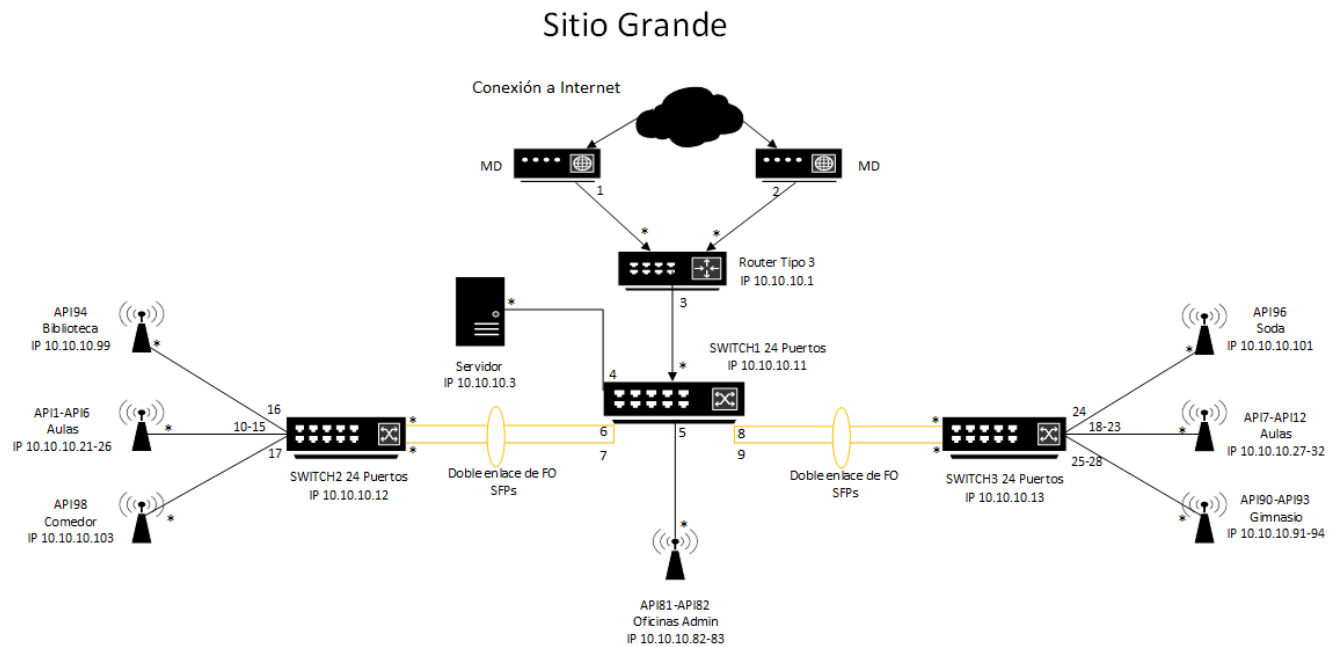 Sitio Grande
Conexión a Internet
MD
MD
1
2
*
*
Router Tipo 3
IP 10.10.10.1
3
*
Servidor
IP 10.10.10.3
SWITCH1 24 Puertos
IP 10.10.10.11
*
4
6
7
5
8
9
API94
Biblioteca
IP 10.10.10.99
*
API1-API6
Aulas
IP 10.10.10.21-26
*
API98
Comedor
IP 10.10.10.103
*
16
10-15
17
*
*
SWITCH2 24 Puertos
IP 10.10.10.12
Doble enlace de FO
SFPs
*
API81-API82
Oficinas Admin
IP 10.10.10.82-83
Doble enlace de FO
SFPs
*
*
SWITCH3 24 Puertos
IP 10.10.10.13
24
18-23
25-28
API96
Soda
IP 10.10.10.101
*
API7-API12
Aulas
IP 10.10.10.27-32
*
API90-API93
Gimnasio
IP 10.10.10.91-94
*